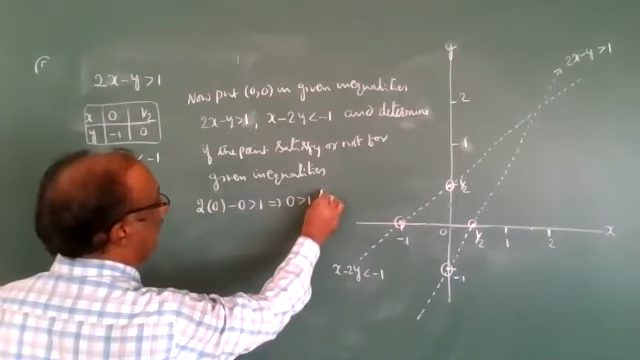 2x-y>1
x 0 1/2
y -1 0
<-1
Now put (0,0) in given inequalities
2x-y>1, x-2y<-1 and determine
if the point satisfy or not for
given inequalities
2(0)-0>1 => 0>1
y
2x-y>1
2
1
1/2
-1 0 1/2 1 2 x
x-2y<-1
-1